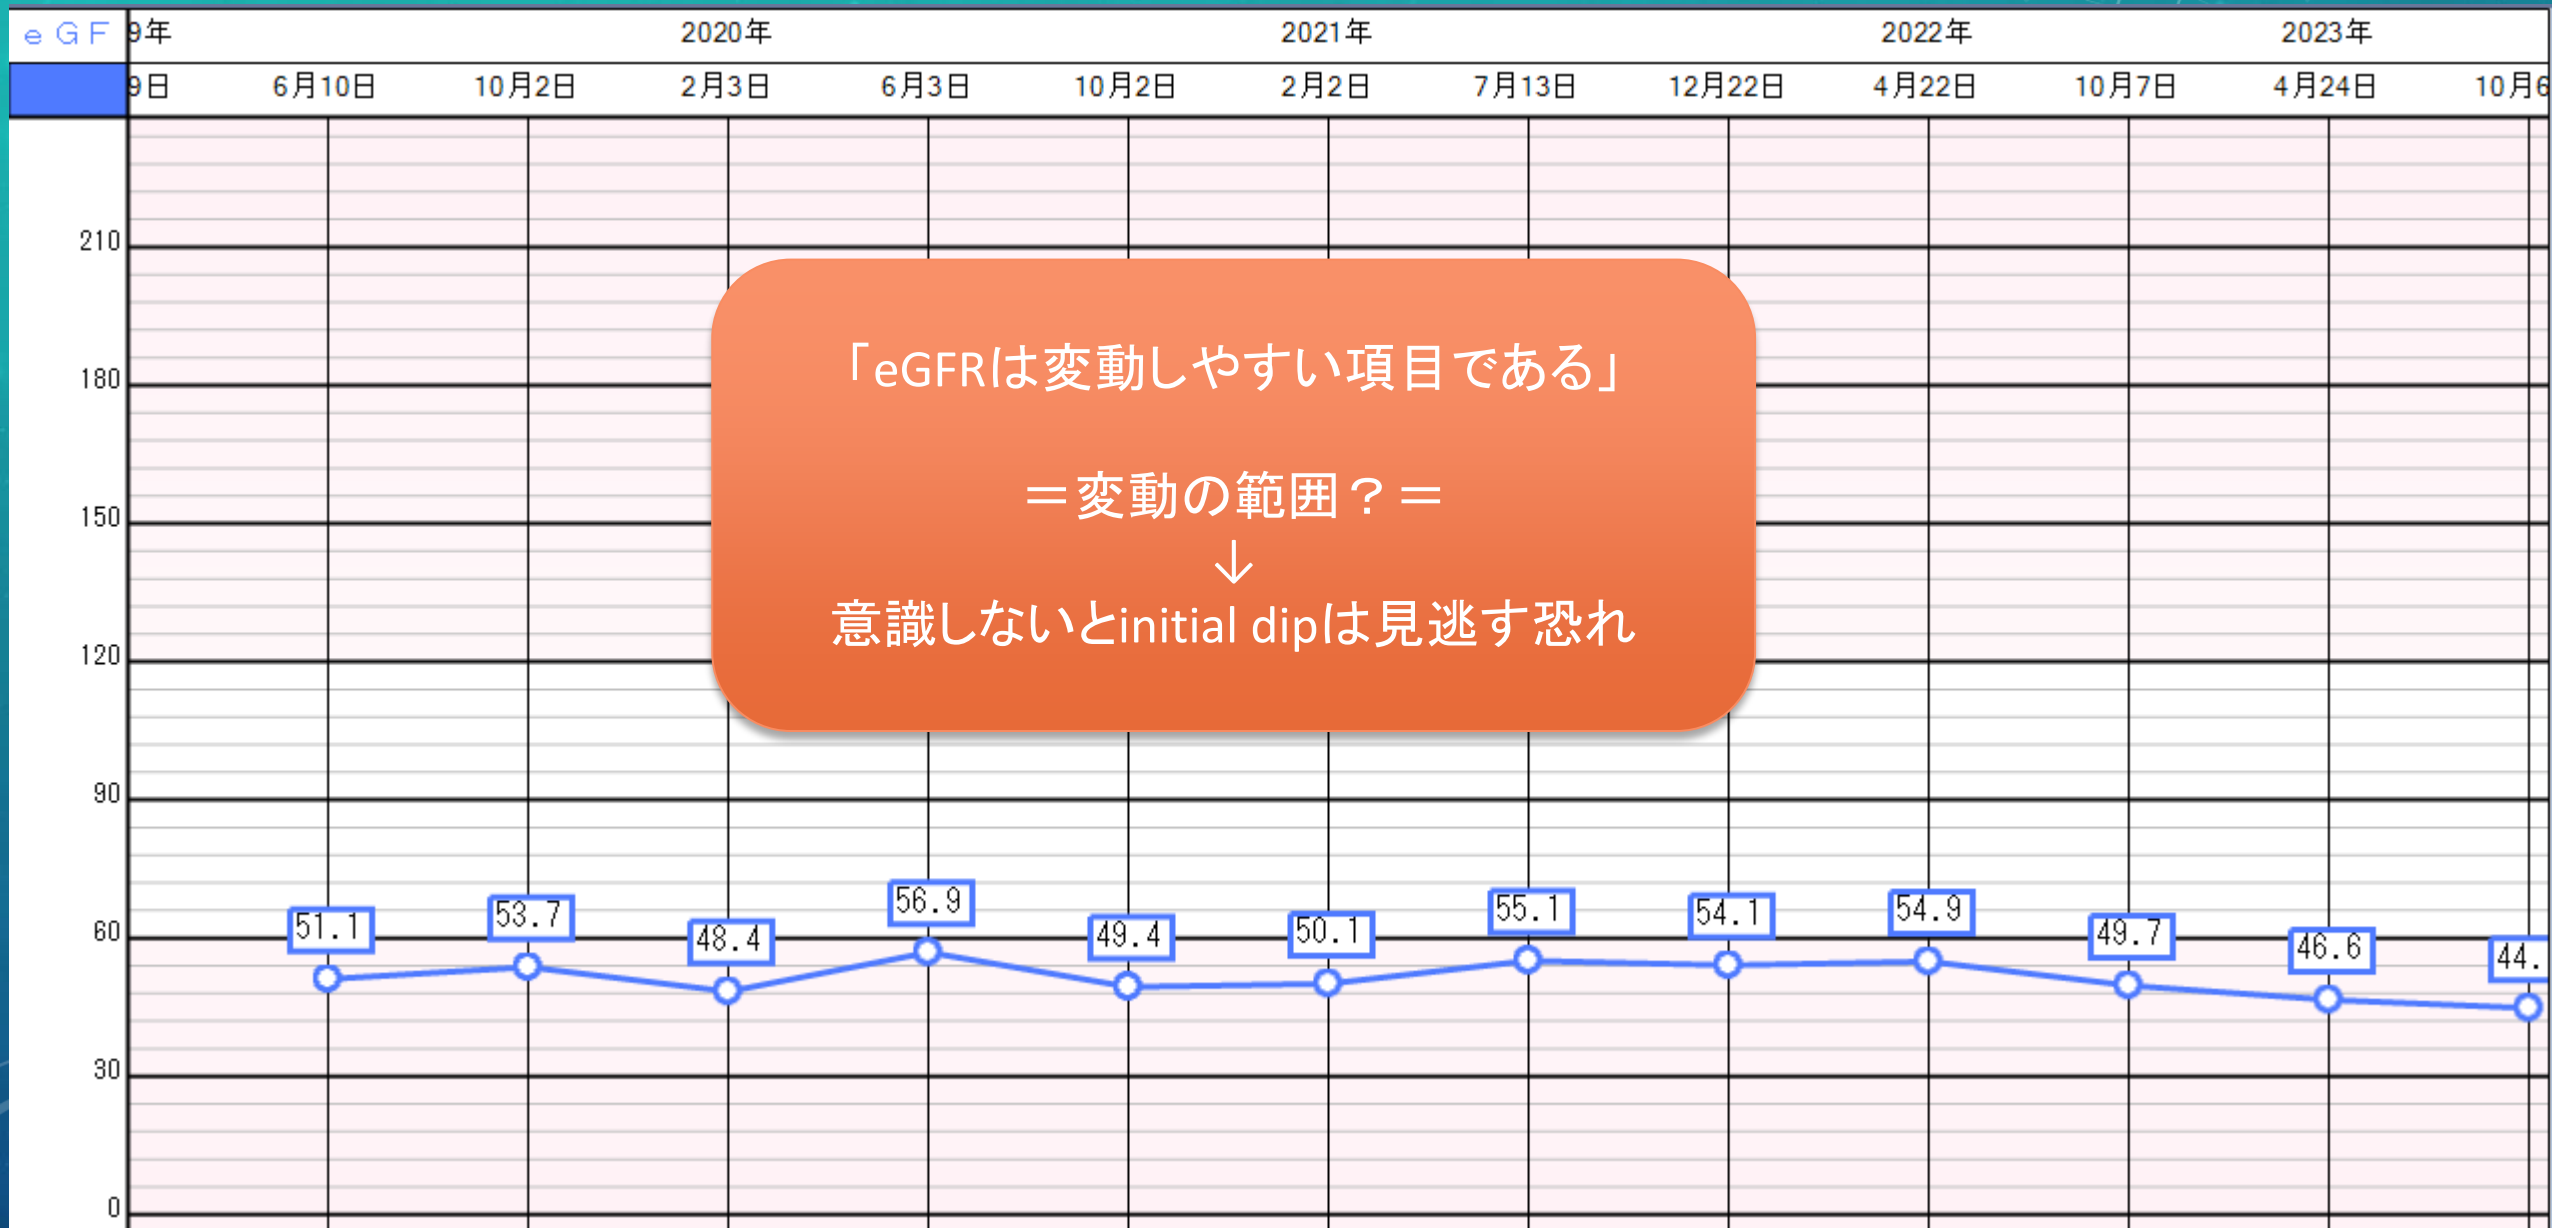 eGF 9年 2020年 2021年 2022年 2023年
9日 6月10日 10月2日 2月3日 6月3日 10月2日 2月2日 7月13日 12月22日 4月22日 10月7日 4月24日 10月6
210
「eGFRは変動しやすい項目である」
180
＝変動の範囲？＝
150
↓
意識しないとinitial dipは見逃す恐れ
120
90
60
51.1 53.7 48.4 56.9 49.4 50.1 55.1 54.1 54.9 49.7 46.6 44.
30
0